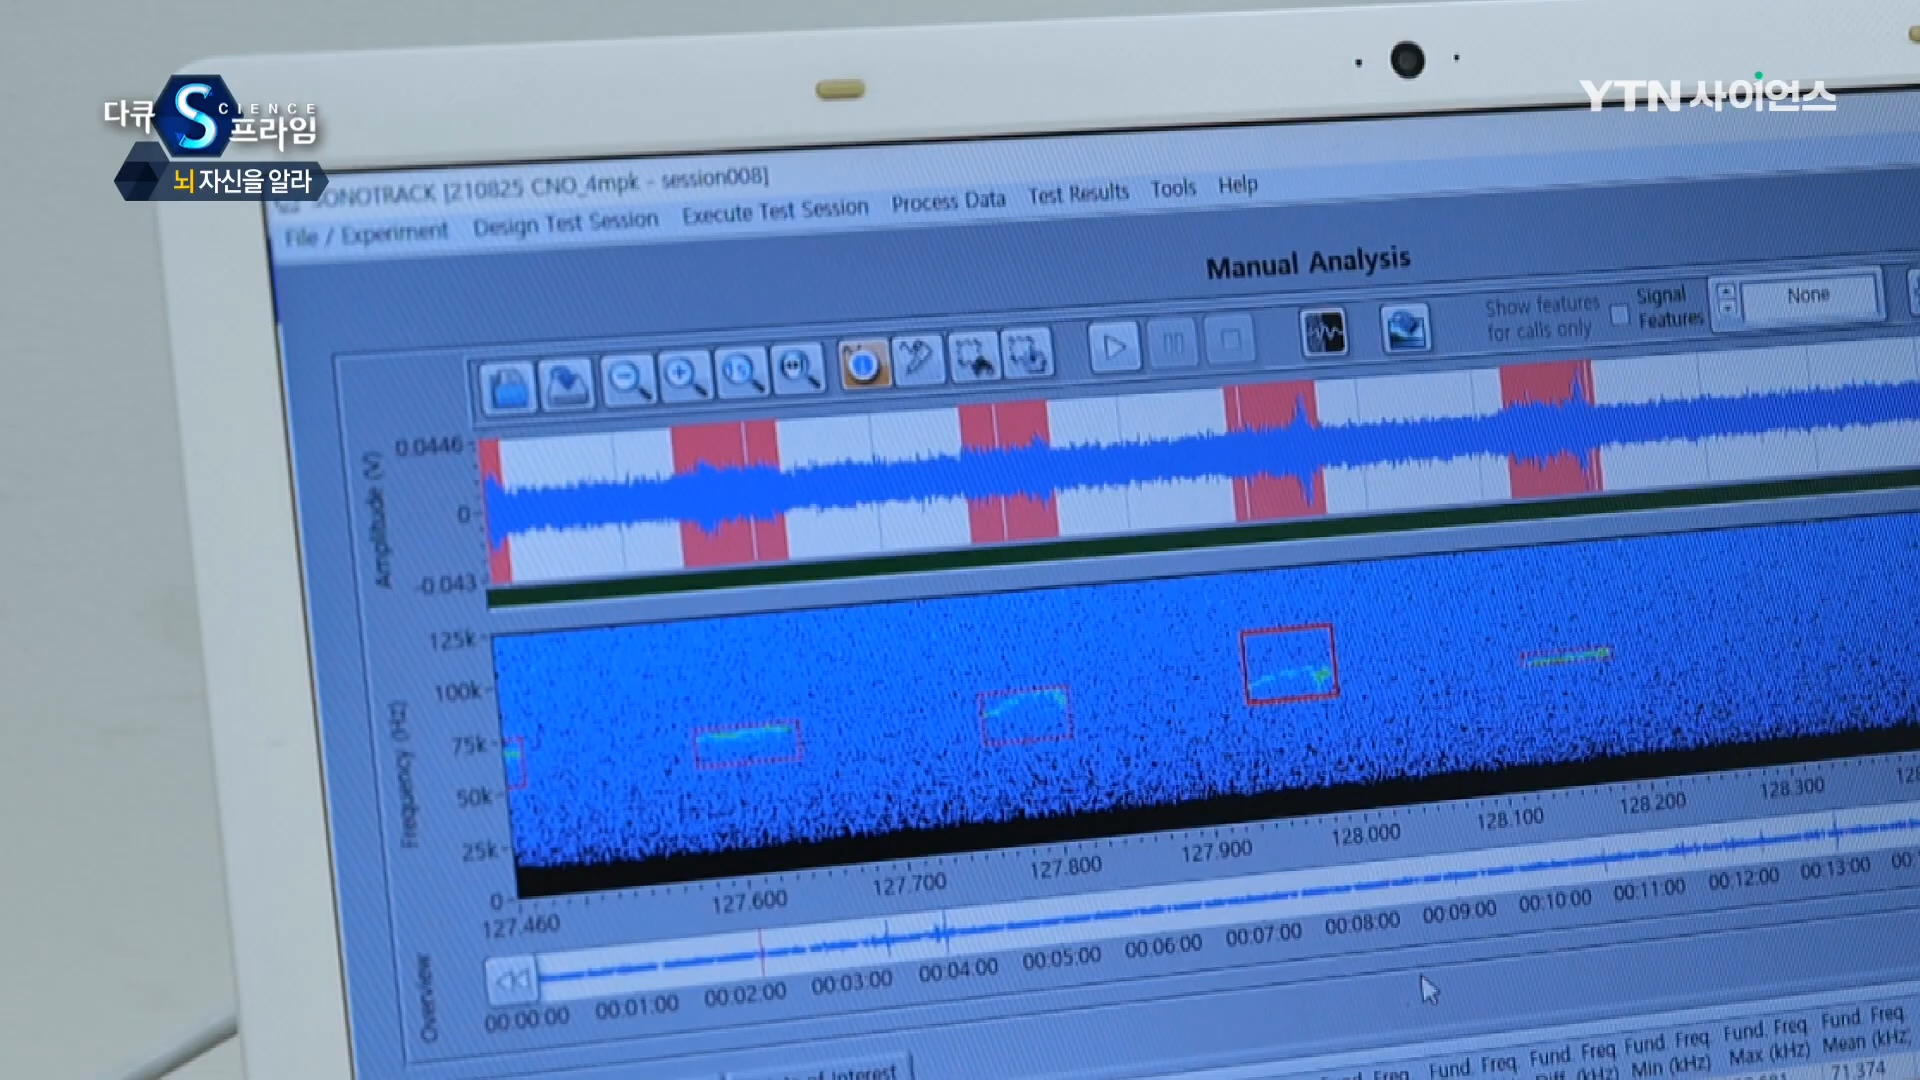 다큐 S CIENCE 프라임
뇌 자신을 알라
YTN 사이언스
SONOTRACK [210825 CNO_4mpk - session008]
File / Experiment Design Test Session Execute Test Session Process Data Test Results Tools Help
Manual Analysis
Show features for calls only
Signal Features
None
Amplitude (V)
0.0446
0
-0.043
Frequency (Hz)
125k
100k
75k
50k
25k
0
127.460 127.600 127.700 127.800 127.900 128.000 128.100 128.200 128.300
Overview
00:00:00 00:01:00 00:02:00 00:03:00 00:04:00 00:05:00 00:06:00 00:07:00 00:08:00 00:09:00 00:10:00 00:11:00 00:12:00 00:13:00
Interest
Freq Fund. Freq Fund. Freq Fund. Freq Fund. Freq Fund. Freq
(kHz) Min (kHz) Max (kHz) Mean (kHz)
71.374